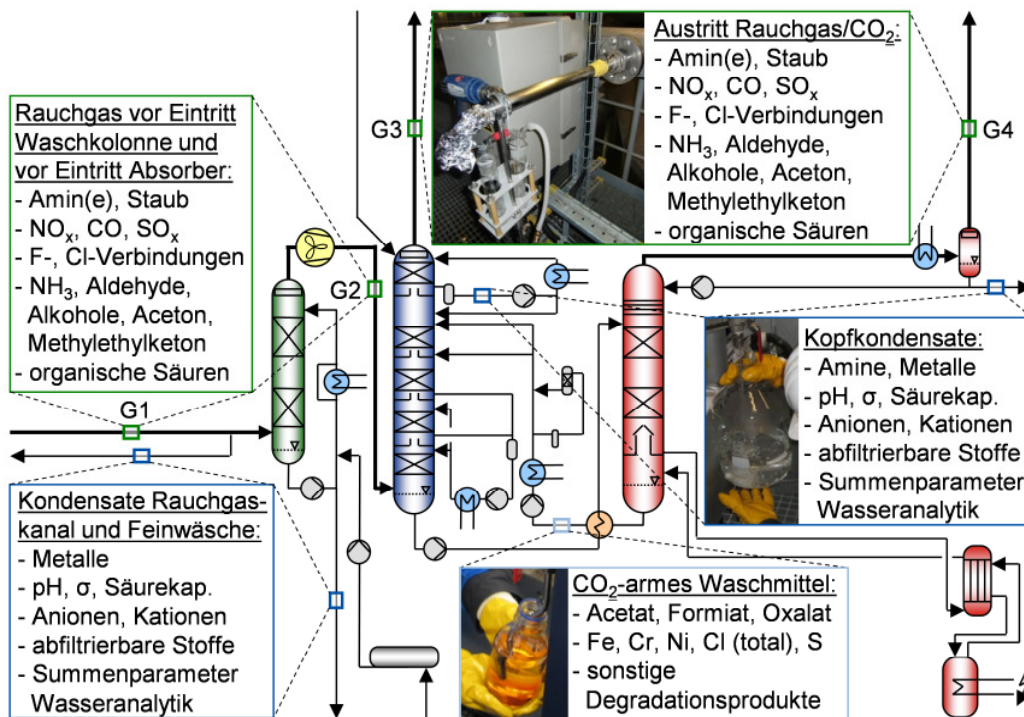 Rauchgas vor Eintritt
Waschkolonne und
vor Eintritt Absorber:
- Amin(e), Staub
- NOx, CO, SOx
- F-, Cl-Verbindungen
- NH3, Aldehyde,
Alkohole, Aceton,
Methylethylketon
- organische Säuren
G1
G2
G3
Austritt Rauchgas/CO2:
- Amin(e), Staub
- NOx, CO, SOx
- F-, Cl-Verbindungen
- NH3, Aldehyde,
Alkohole, Aceton,
Methylethylketon
- organische Säuren
G4
Kopfkondensate:
- Amine, Metalle
- pH, σ, Säurekap.
- Anionen, Kationen
- abfiltrierbare Stoffe
- Summenparameter
Wasseranalytik
Kondensate Rauchgas-
kanal und Feinwäsche:
- Metalle
- pH, σ, Säurekap.
- Anionen, Kationen
- abfiltrierbare Stoffe
- Summenparameter
Wasseranalytik
CO2-armes Waschmittel:
- Acetat, Formiat, Oxalat
- Fe, Cr, Ni, Cl (total), S
- sonstige
Degradationsprodukte